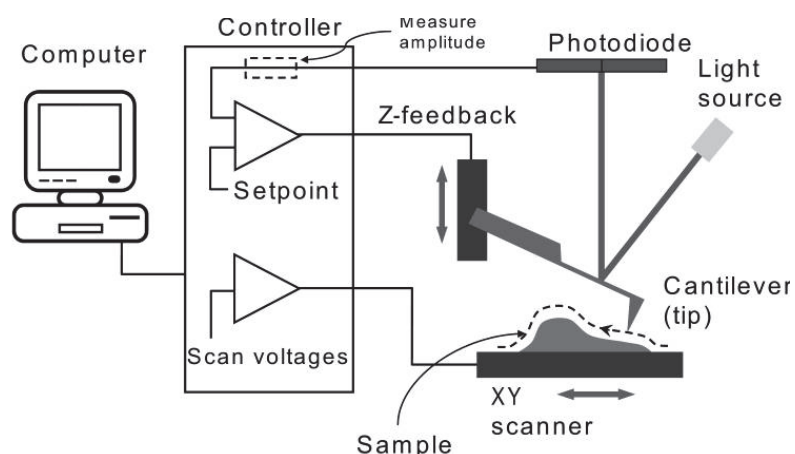 Measure
amplitude
Controller
Computer
Photodiode
Light
source
Z-feedback
Setpoint
Cantilever
(tip)
Scan voltages
XY
scanner
Sample